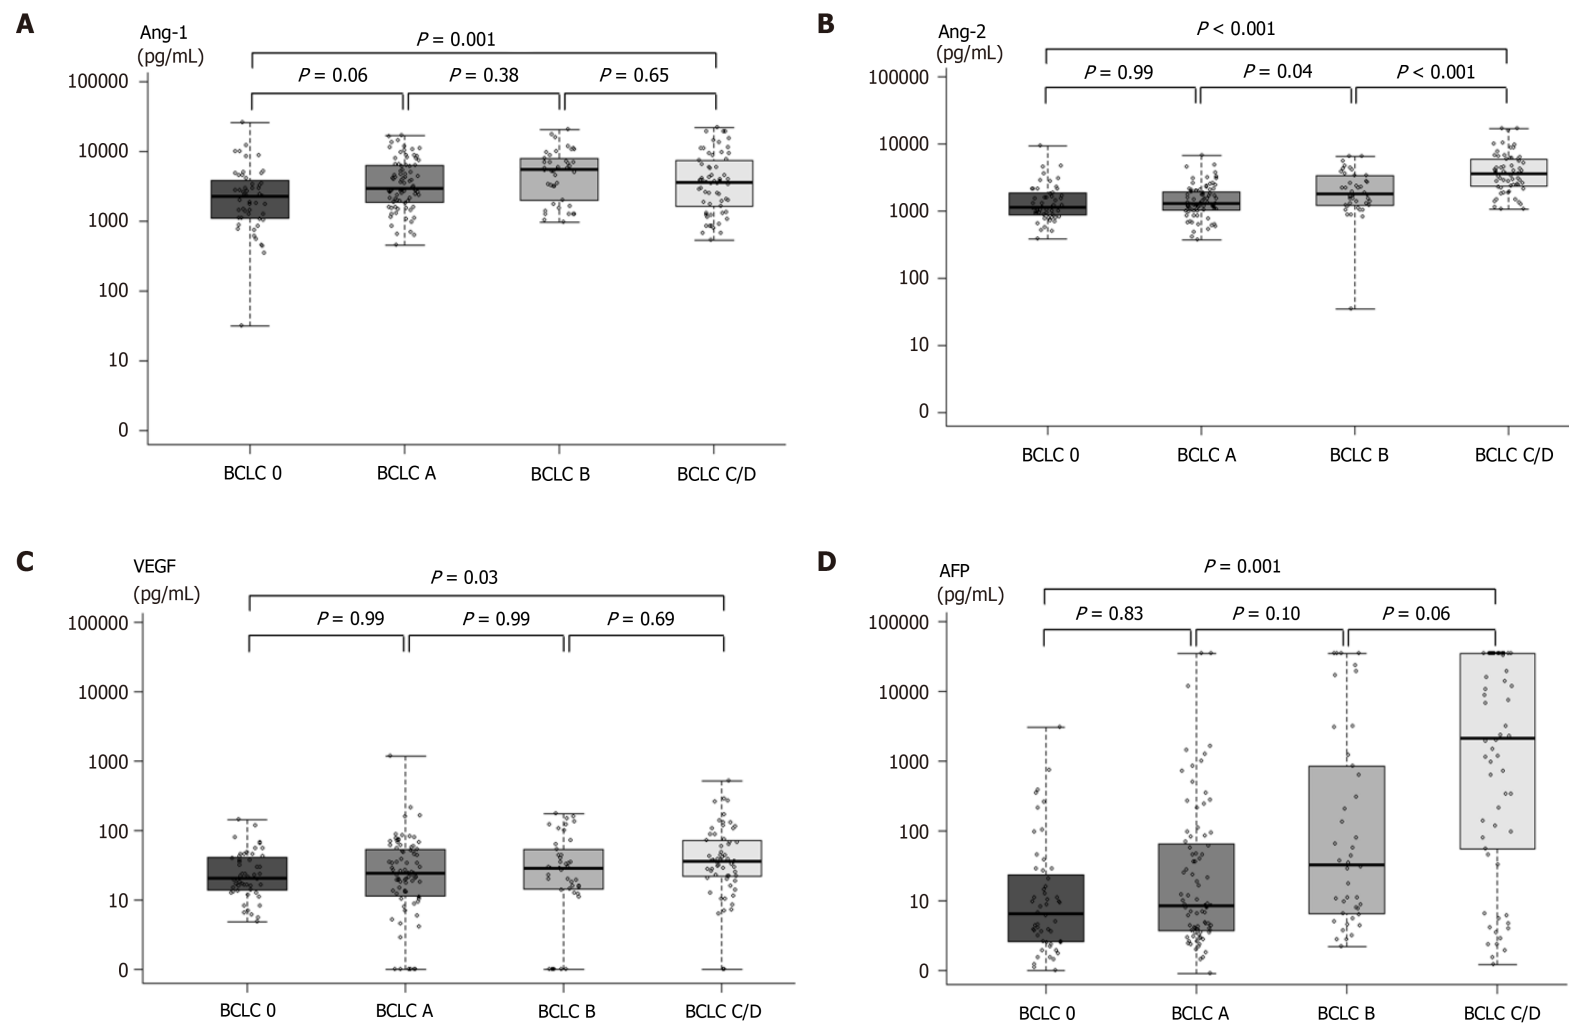 A
Ang-1
(pg/mL)
P = 0.001
P = 0.06 P = 0.38 P = 0.65
100000
10000
1000
100
10
0
BCLC 0 BCLC A BCLC B BCLC C/D
B
Ang-2
(pg/mL)
P < 0.001
P = 0.99 P = 0.04 P < 0.001
100000
10000
1000
100
10
0
BCLC 0 BCLC A BCLC B BCLC C/D
C
VEGF
(pg/mL)
P = 0.03
P = 0.99 P = 0.99 P = 0.69
100000
10000
1000
100
10
0
BCLC 0 BCLC A BCLC B BCLC C/D
D
AFP
(pg/mL)
P = 0.001
P = 0.83 P = 0.10 P = 0.06
100000
10000
1000
100
10
0
BCLC 0 BCLC A BCLC B BCLC C/D